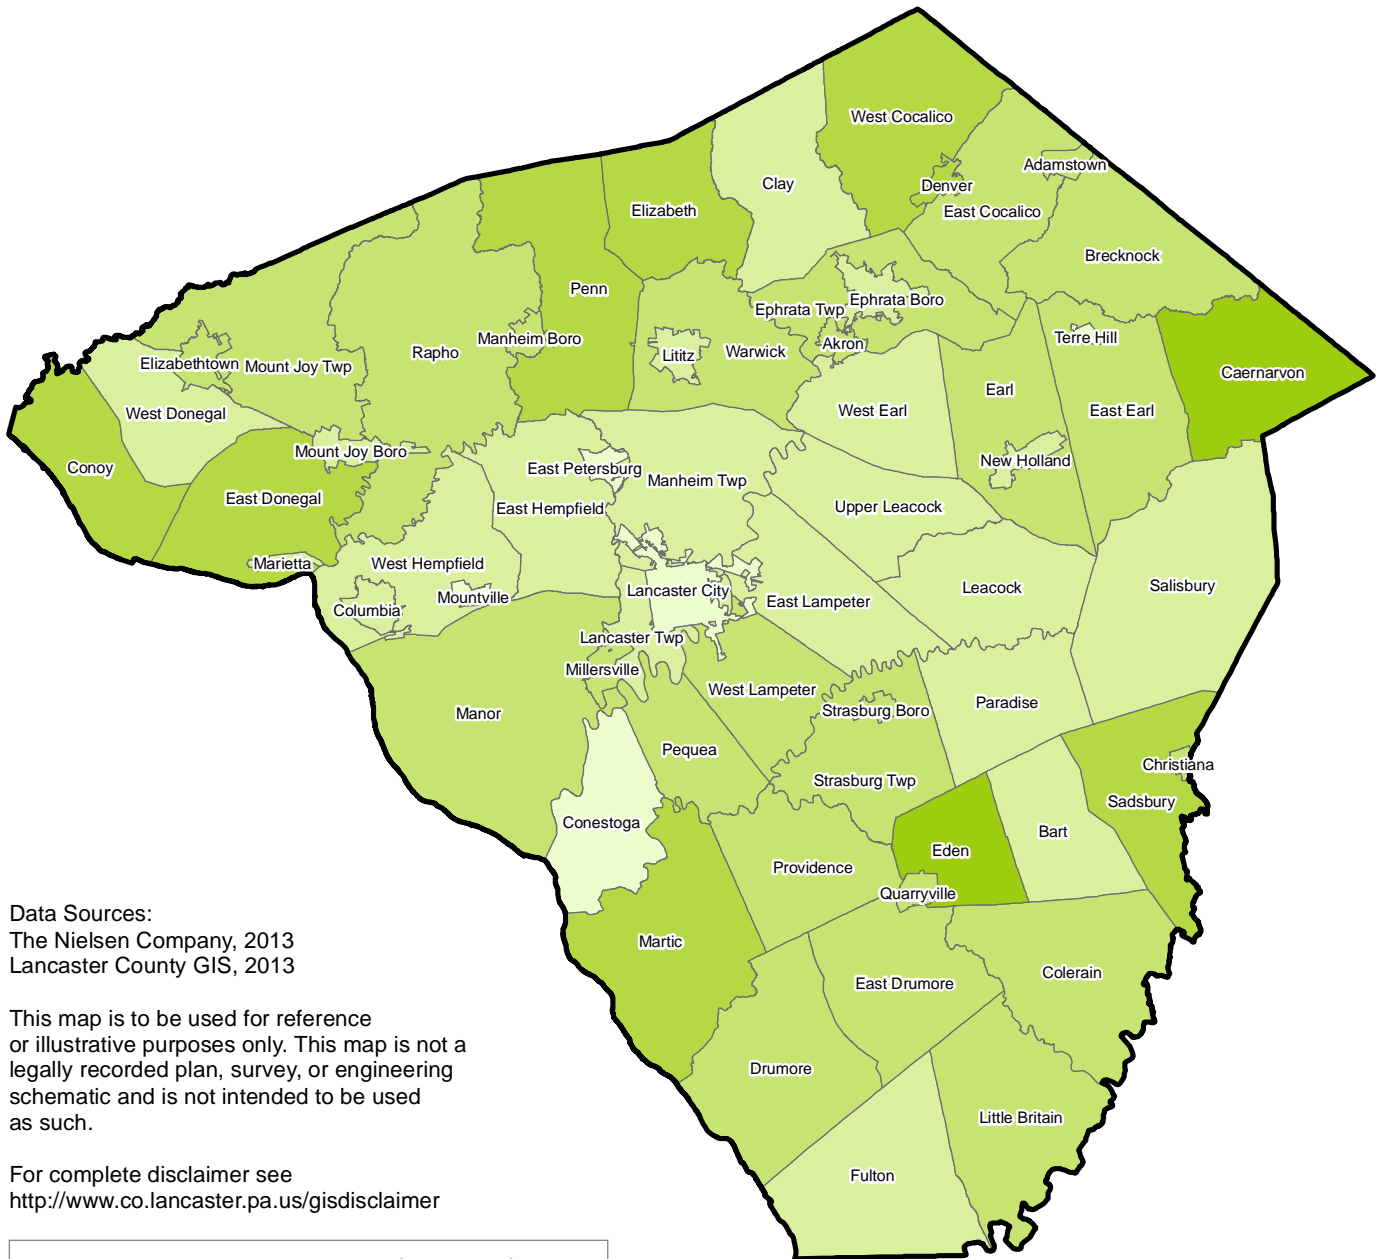 West Cocalico
Adamstown
Clay
Denver
Elizabeth
East Cocalico
Brecknock
Penn
Ephrata Boro
Ephrata Twp
Manheim Boro
Terre Hill
Akron
Rapho
Lititz
Warwick
Elizabethtown
Mount Joy Twp
Caernarvon
Earl
West Donegal
West Earl
East Earl
Mount Joy Boro
New Holland
Conoy
East Petersburg
Manheim Twp
East Donegal
East Hempfield
Upper Leacock
Marietta
West Hempfield
Lancaster City
Leacock
Salisbury
Mountville
East Lampeter
Columbia
Lancaster Twp
Millersville
West Lampeter
Paradise
Strasburg Boro
Manor
Pequea
Christiana
Strasburg Twp
Sadsbury
Conestoga
Bart
Eden
Providence
Quarryville
Martic
Colerain
East Drumore
Drumore
Little Britain
Fulton
Data Sources:
The Nielsen Company, 2013
Lancaster County GIS, 2013
This map is to be used for reference
or illustrative purposes only. This map is not a
legally recorded plan, survey, or engineering
schematic and is not intended to be used
as such.
For complete disclaimer see
http://www.co.lancaster.pa.us/gisdisclaimer